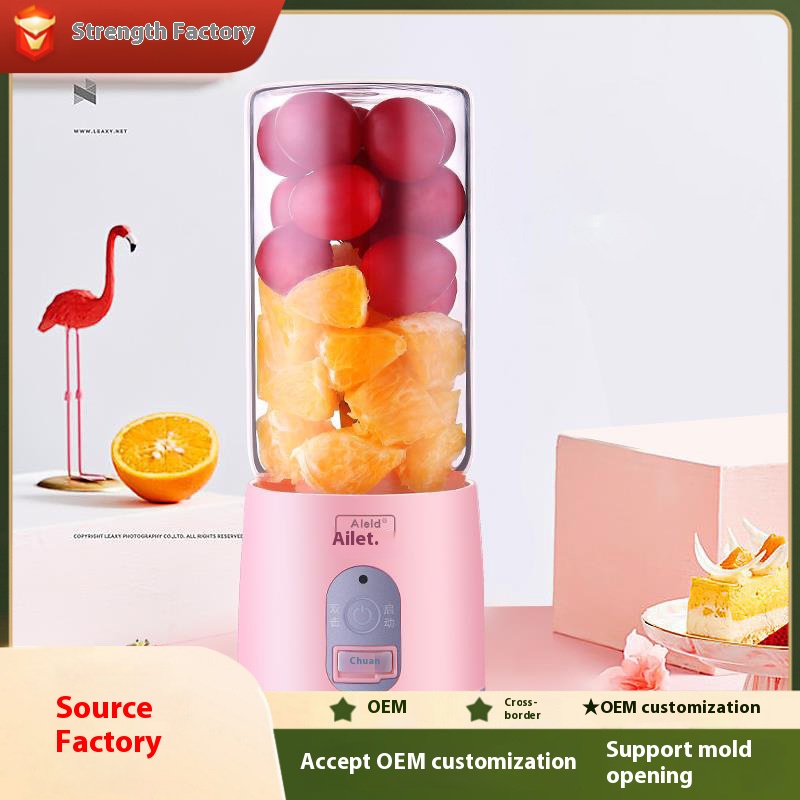 Strength Factory
WWW.LEAXY.NET
COPYRIGHT LEAXY PHOTOGRAPHY CO.,LTD. ALL RIGHTS RESERVED
Aleld®
Ailet.
双击 启动
Chuan
Source
Factory
OEM
Cross-
border
★OEM customization
Accept OEM customization
Support mold
opening